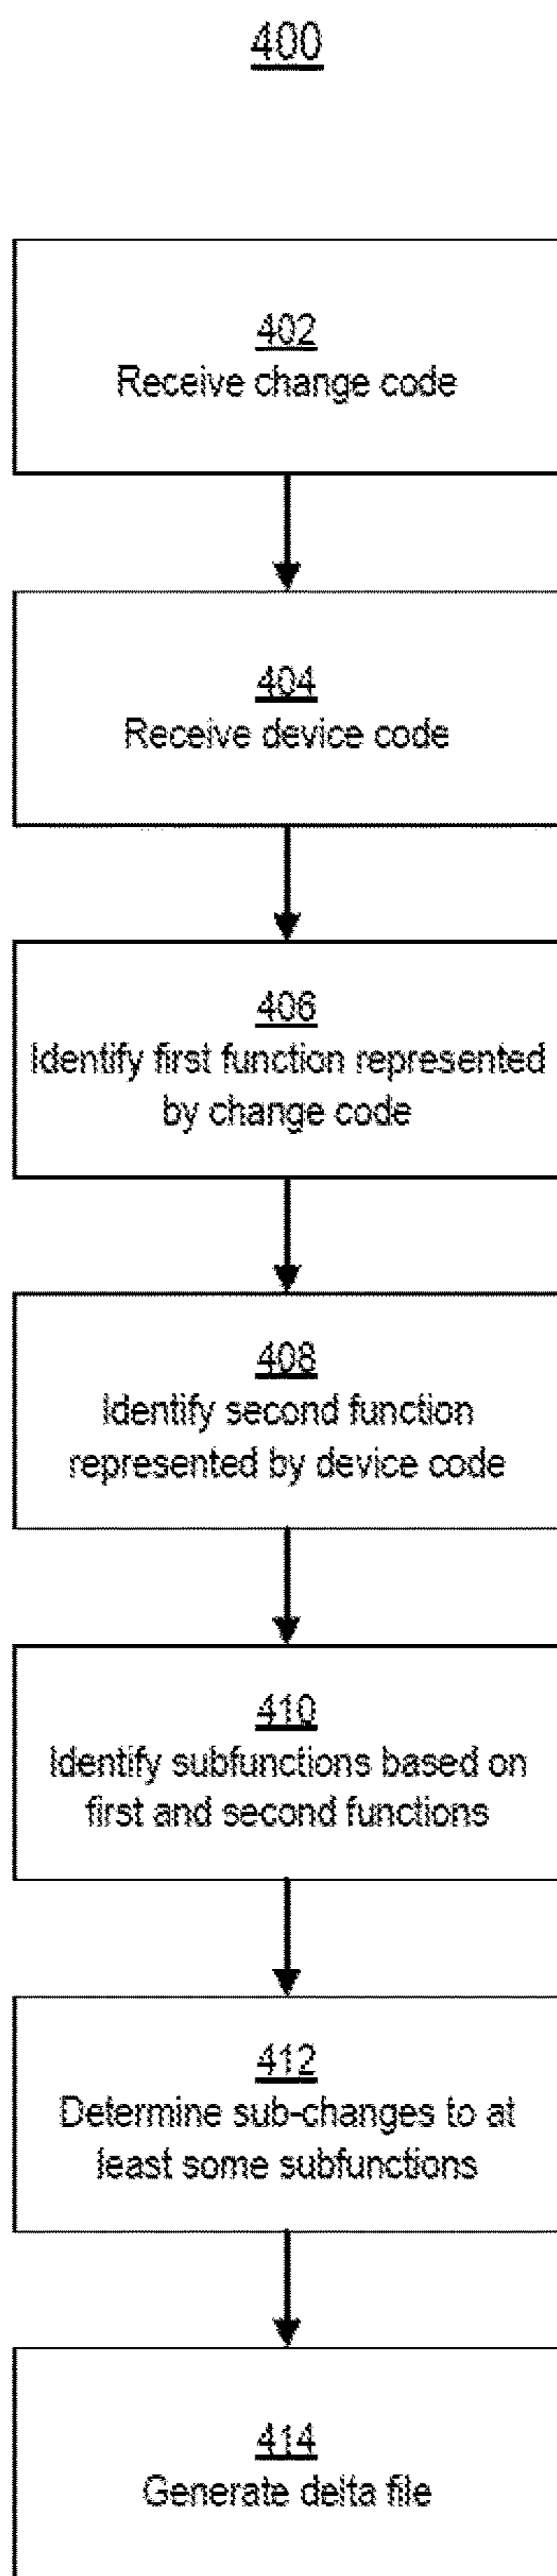 400
402
Receive change code
404
Receive device code
406
Identify first function represented
by change code
408
Identify second function
represented by device code
410
Identify subfunctions based on
first and second functions
412
Determine sub-changes to at
least some subfunctions
414
Generate delta file